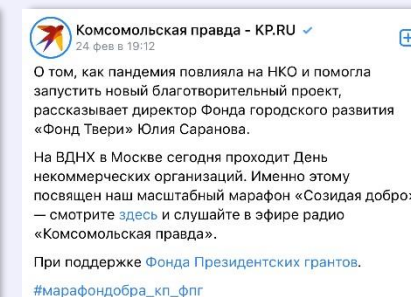 Комсомольская правда - KP.RU
24 фев в 19:12
О том, как пандемия повлияла на НКО и помогла
запустить новый благотворительный проект,
рассказывает директор Фонда городского развития
«Фонд Твери» Юлия Саранова.
На ВДНХ в Москве сегодня проходит День
некоммерческих организаций. Именно этому
посвящен наш масштабный марафон «Созидая добро»
— смотрите здесь и слушайте в эфире радио
«Комсомольская правда».
При поддержке Фонда Президентских грантов.
#марафондобра_кп_фпг